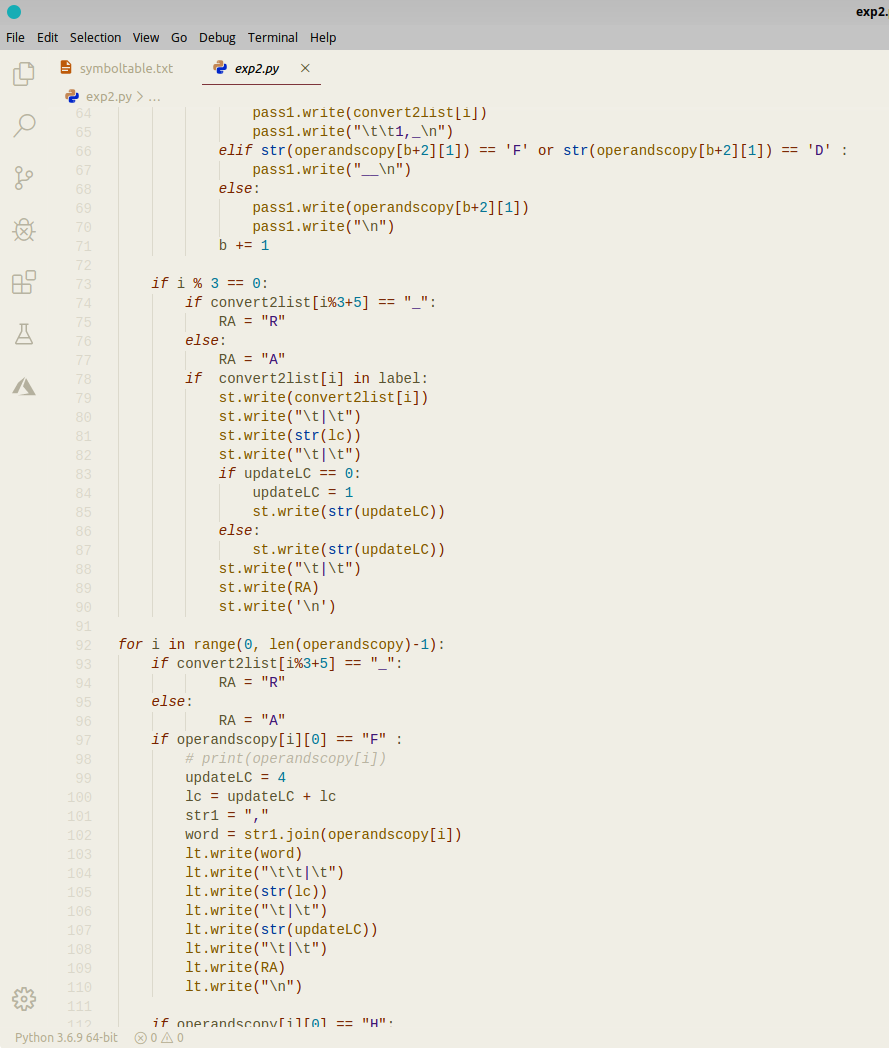 exp2.
File Edit Selection View Go Debug Terminal Help
symboltable.txt exp2.py ×
exp2.py > ...
64 pass1.write(convert2list[i])
65 pass1.write("\t\t1,_\n")
66 elif str(operandscopy[b+2][1]) == 'F' or str(operandscopy[b+2][1]) == 'D' :
67 pass1.write("__\n")
68 else:
69 pass1.write(operandscopy[b+2][1])
70 pass1.write("\n")
71 b += 1
72
73 if i % 3 == 0:
74 if convert2list[i%3+5] == "_":
75 RA = "R"
76 else:
77 RA = "A"
78 if  convert2list[i] in label:
79 st.write(convert2list[i])
80 st.write("\t|\t")
81 st.write(str(lc))
82 st.write("\t|\t")
83 if updateLC == 0:
84 updateLC = 1
85 st.write(str(updateLC))
86 else:
87 st.write(str(updateLC))
88 st.write("\t|\t")
89 st.write(RA)
90 st.write('\n')
91
92 for i in range(0, len(operandscopy)-1):
93 if convert2list[i%3+5] == "_":
94 RA = "R"
95 else:
96 RA = "A"
97 if operandscopy[i][0] == "F" :
98 # print(operandscopy[i])
99 updateLC = 4
100 lc = updateLC + lc
101 str1 = ","
102 word = str1.join(operandscopy[i])
103 lt.write(word)
104 lt.write("\t\t|\t")
105 lt.write(str(lc))
106 lt.write("\t|\t")
107 lt.write(str(updateLC))
108 lt.write("\t|\t")
109 lt.write(RA)
110 lt.write("\n")
111
112 if operandscopy[i][0] == "H":
Python 3.6.9 64-bit 0 0